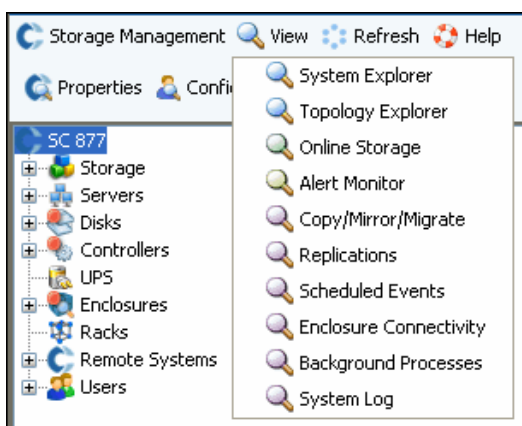 Storage Management View Refresh Help
Properties Confi
System Explorer
Topology Explorer
Online Storage
Alert Monitor
Copy/Mirror/Migrate
Replications
Scheduled Events
Enclosure Connectivity
Background Processes
System Log
SC 877
Storage
Servers
Disks
Controllers
UPS
Enclosures
Racks
Remote Systems
Users